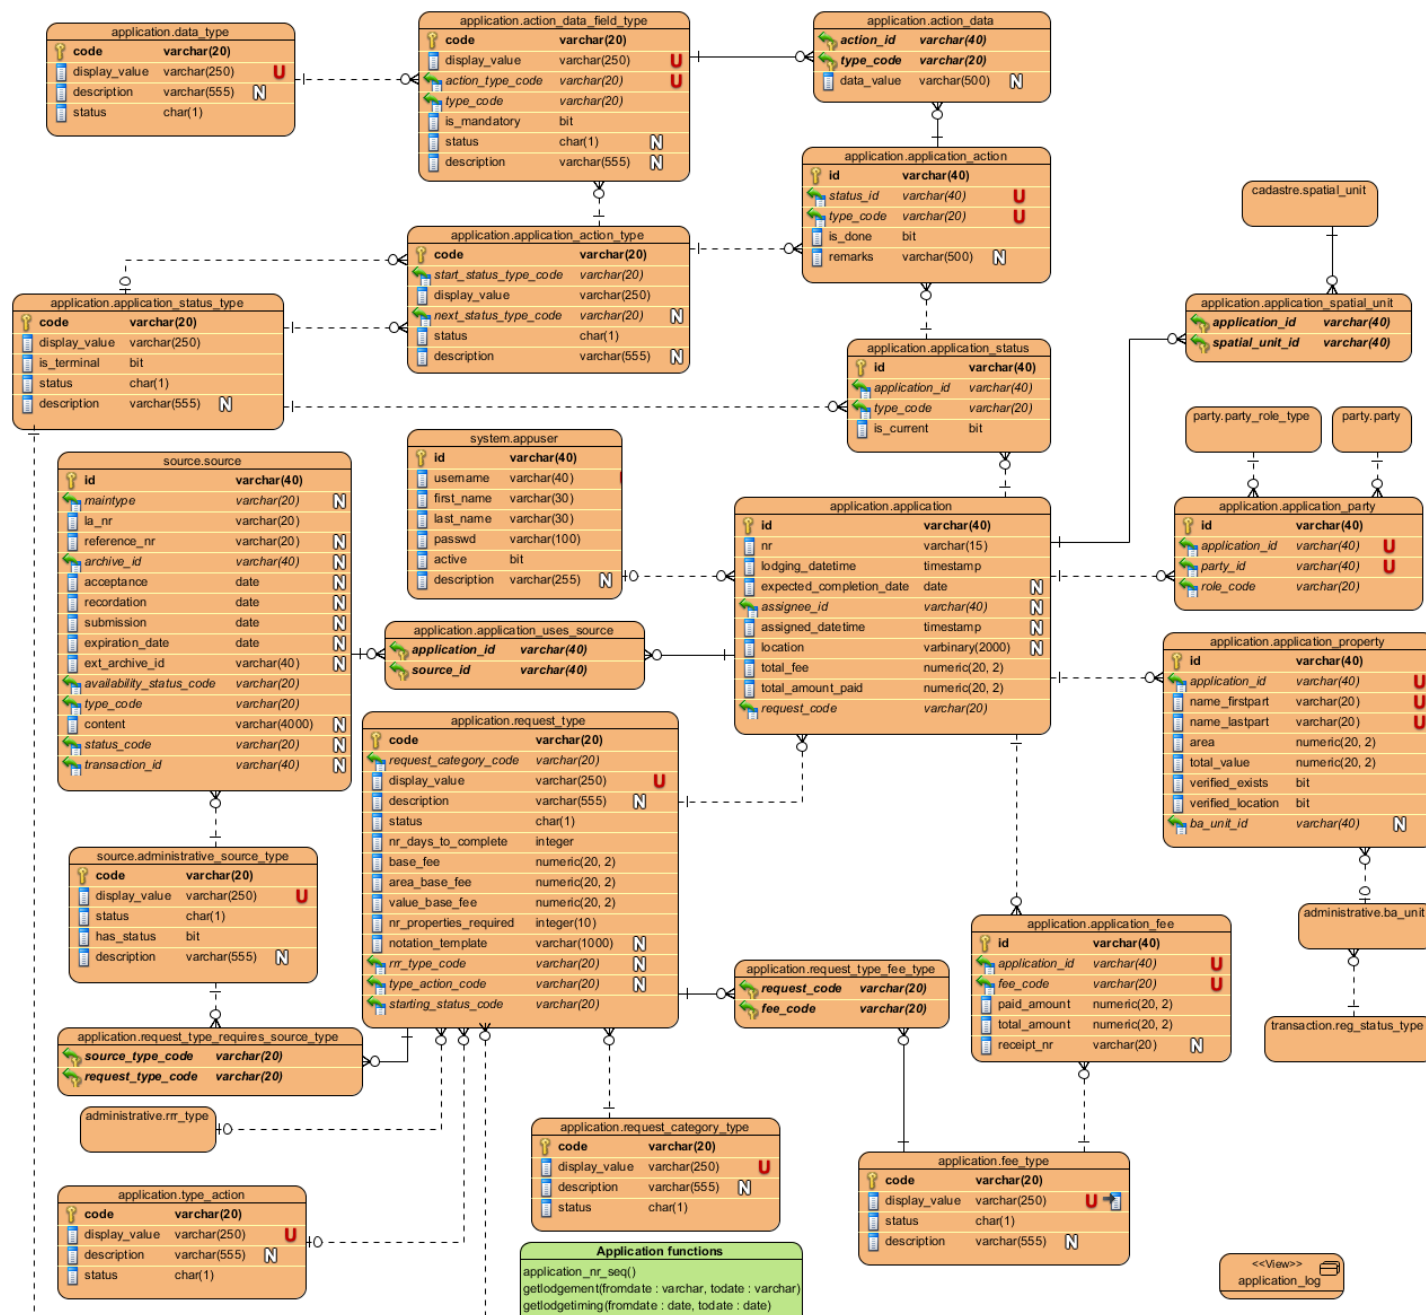 application.data_type
code varchar(20)
display_value varchar(250) U
description varchar(555) N
status char(1)
application.action_data_field_type
code varchar(20)
display_value varchar(250) U
action_type_code varchar(20) U
type_code varchar(20)
is_mandatory bit
status char(1) N
description varchar(555) N
application.action_data
action_id varchar(40)
type_code varchar(20)
data_value varchar(500) N
application.application_action
id varchar(40)
status_id varchar(40) U
type_code varchar(20) U
is_done bit
remarks varchar(500) N
cadastre.spatial_unit
application.application_action_type
code varchar(20)
start_status_type_code varchar(20)
display_value varchar(250)
next_status_type_code varchar(20) N
status char(1)
description varchar(555) N
application.application_status_type
code varchar(20)
display_value varchar(250)
is_terminal bit
status char(1)
description varchar(555) N
application.application_spatial_unit
application_id varchar(40)
spatial_unit_id varchar(40)
application.application_status
id varchar(40)
application_id varchar(40)
type_code varchar(20)
is_current bit
party.party_role_type
party.party
system.appuser
id varchar(40)
username varchar(40)
first_name varchar(30)
last_name varchar(30)
passwd varchar(100)
active bit
description varchar(255) N
source.source
id varchar(40)
maintype varchar(20) N
la_nr varchar(20)
reference_nr varchar(20) N
archive_id varchar(40) N
acceptance date N
recordation date N
submission date N
expiration_date date N
ext_archive_id varchar(40) N
availability_status_code varchar(20)
type_code varchar(20)
content varchar(4000) N
status_code varchar(20) N
transaction_id varchar(40) N
application.application
id varchar(40)
nr varchar(15)
lodging_datetime timestamp
expected_completion_date date N
assignee_id varchar(40) N
assigned_datetime timestamp N
location varbinary(2000) N
total_fee numeric(20, 2)
total_amount_paid numeric(20, 2)
request_code varchar(20)
application.application_party
id varchar(40)
application_id varchar(40) U
party_id varchar(40) U
role_code varchar(20)
application.application_uses_source
application_id varchar(40)
source_id varchar(40)
application.application_property
id varchar(40)
application_id varchar(40) U
name_firstpart varchar(20) U
name_lastpart varchar(20) U
area numeric(20, 2)
total_value numeric(20, 2)
verified_exists bit
verified_location bit
ba_unit_id varchar(40) N
application.request_type
code varchar(20)
request_category_code varchar(20)
display_value varchar(250) U
description varchar(555) N
status char(1)
nr_days_to_complete integer
base_fee numeric(20, 2)
area_base_fee numeric(20, 2)
value_base_fee numeric(20, 2)
nr_properties_required integer(10)
notation_template varchar(1000) N
rrr_type_code varchar(20) N
type_action_code varchar(20) N
starting_status_code varchar(20)
source.administrative_source_type
code varchar(20)
display_value varchar(250) U
status char(1)
has_status bit
description varchar(555) N
administrative.ba_unit
application.application_fee
id varchar(40)
application_id varchar(40) U
fee_code varchar(20) U
paid_amount numeric(20, 2)
total_amount numeric(20, 2)
receipt_nr varchar(20) N
application.request_type_fee_type
request_code varchar(20)
fee_code varchar(20)
transaction.reg_status_type
application.request_type_requires_source_type
source_type_code varchar(20)
request_type_code varchar(20)
administrative.rrr_type
application.request_category_type
code varchar(20)
display_value varchar(250) U
description varchar(555) N
status char(1)
application.fee_type
code varchar(20)
display_value varchar(250) U
status char(1)
description varchar(555) N
application.type_action
code varchar(20)
display_value varchar(250) U
description varchar(555) N
status char(1)
Application functions
application_nr_seq()
getlodgement(fromdate : varchar, todate : varchar)
getlodgetiming(fromdate : date, todate : date)
<<View>>
application_log